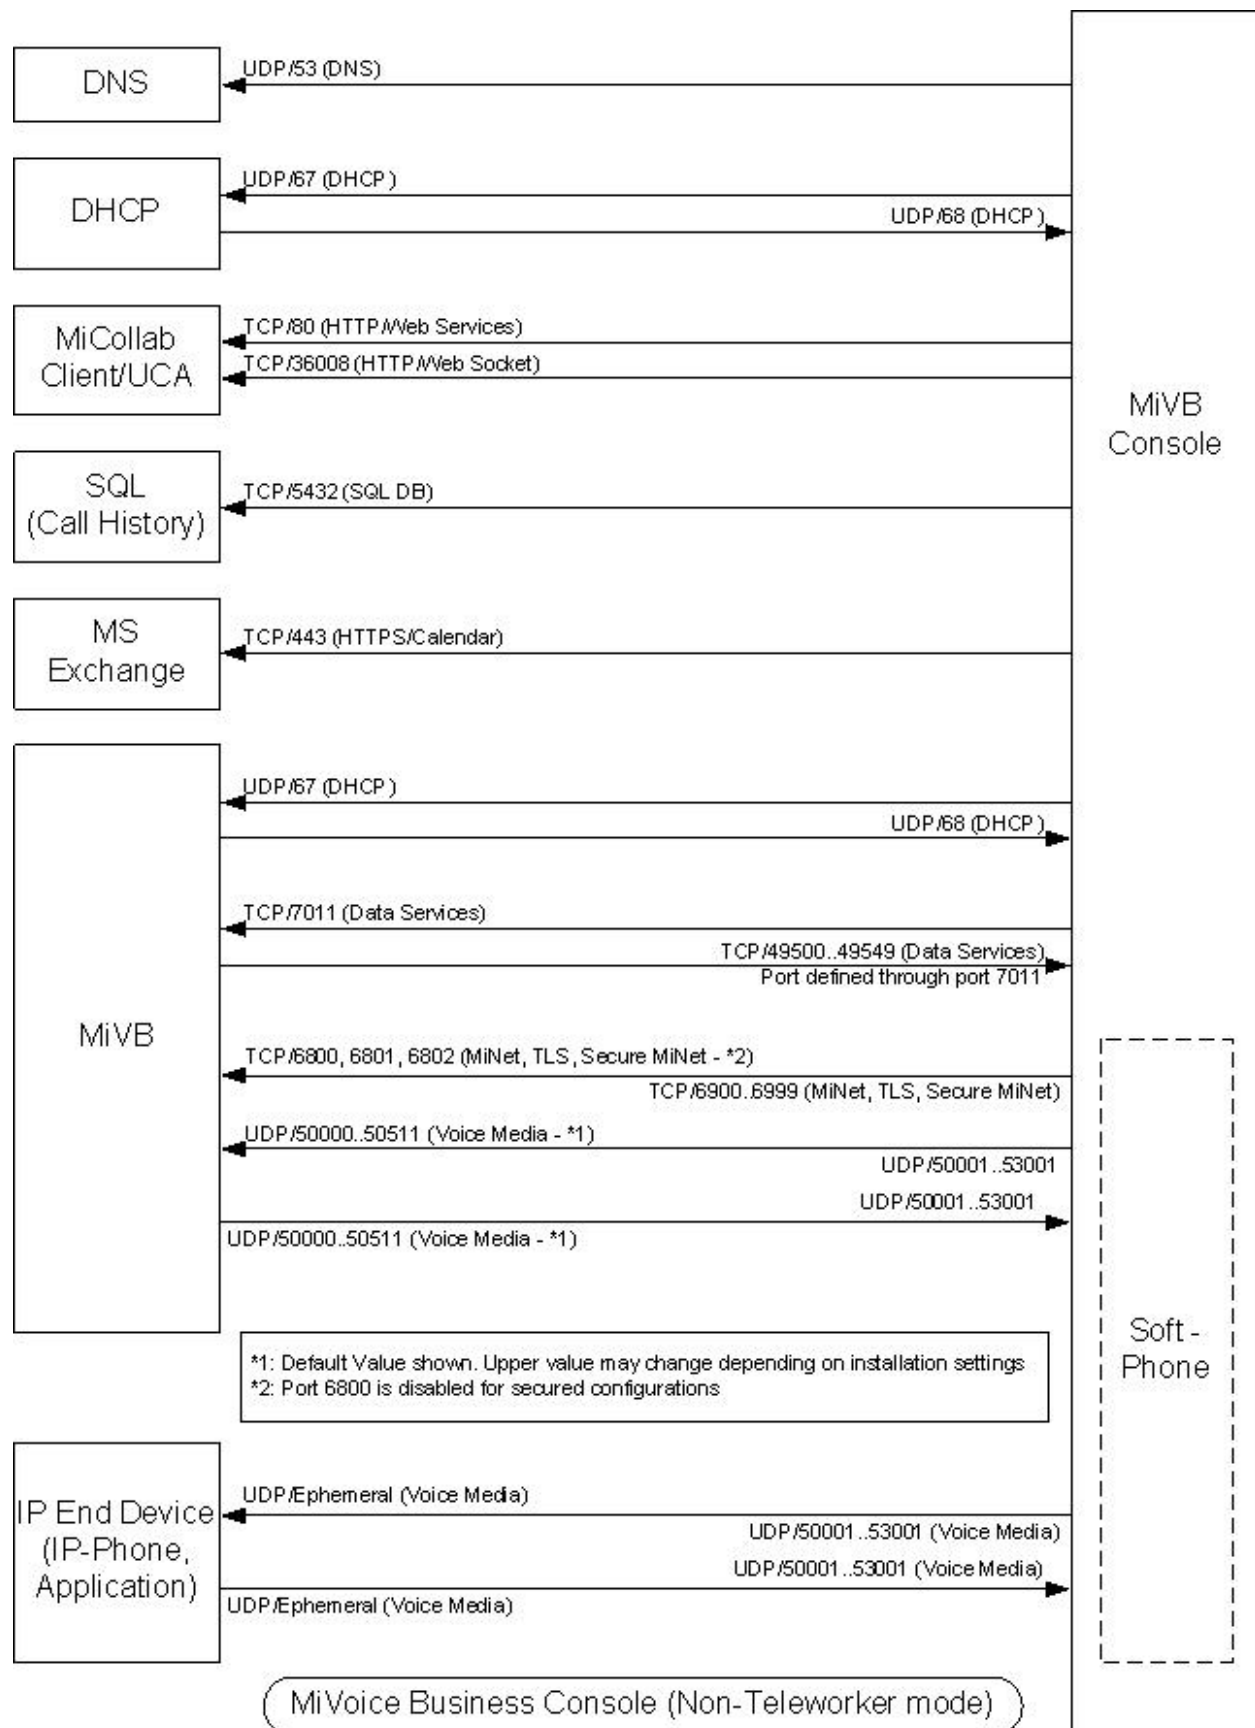 DNS
UDP/53 (DNS)
DHCP
UDP/67 (DHCP)
UDP/68 (DHCP)
MiCollab
Client/UCA
TCP/80 (HTTP/Web Services)
TCP/36008 (HTTP/Web Socket)
MiVB
Console
SQL
(Call History)
TCP/5432 (SQL DB)
MS
Exchange
TCP/443 (HTTPS/Calendar)
MiVB
UDP/67 (DHCP)
UDP/68 (DHCP)
TCP/7011 (Data Services)
TCP/49500..49549 (Data Services)
Port defined through port 7011
TCP/6800, 6801, 6802 (MiNet, TLS, Secure MiNet - *2)
TCP/6900..6999 (MiNet, TLS, Secure MiNet)
UDP/50000..50511 (Voice Media - *1)
UDP/50001..53001
UDP/50001..53001
UDP/50000..50511 (Voice Media - *1)
Soft -
Phone
*1: Default Value shown. Upper value may change depending on installation settings
*2: Port 6800 is disabled for secured configurations
IP End Device
(IP-Phone,
Application)
UDP/Ephemeral (Voice Media)
UDP/50001..53001 (Voice Media)
UDP/50001..53001 (Voice Media)
UDP/Ephemeral (Voice Media)
MiVoice Business Console (Non-Teleworker mode)